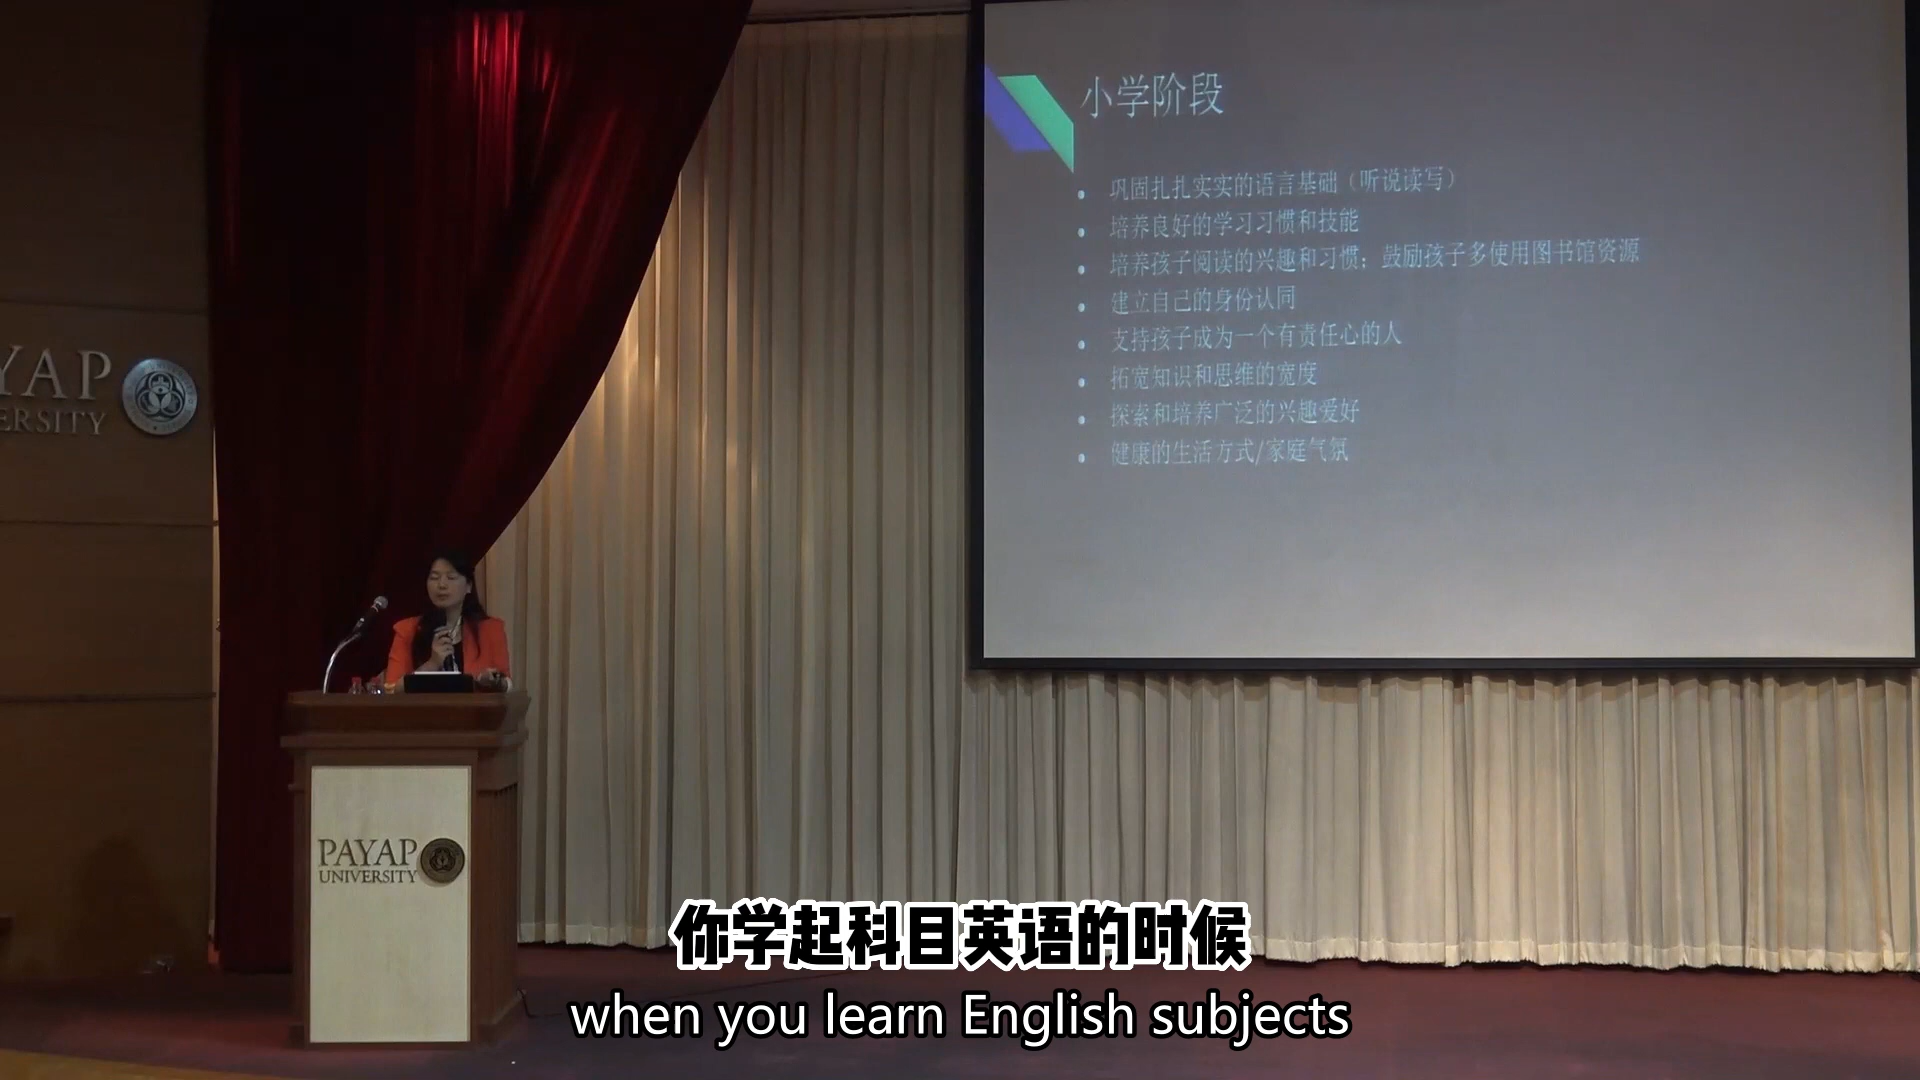 小学阶段
• 巩固扎扎实实的语言基础（听说读写）
• 培养良好的学习习惯和技能
• 培养孩子阅读的兴趣和习惯；鼓励孩子多使用图书馆资源
• 建立自己的身份认同
• 支持孩子成为一个有责任心的人
• 拓宽知识和思维的宽度
• 探索和培养广泛的兴趣爱好
• 健康的生活方式/家庭气氛
YAP
ERSITY
PAYAP
UNIVERSITY
你学起科目英语的时候
when you learn English subjects